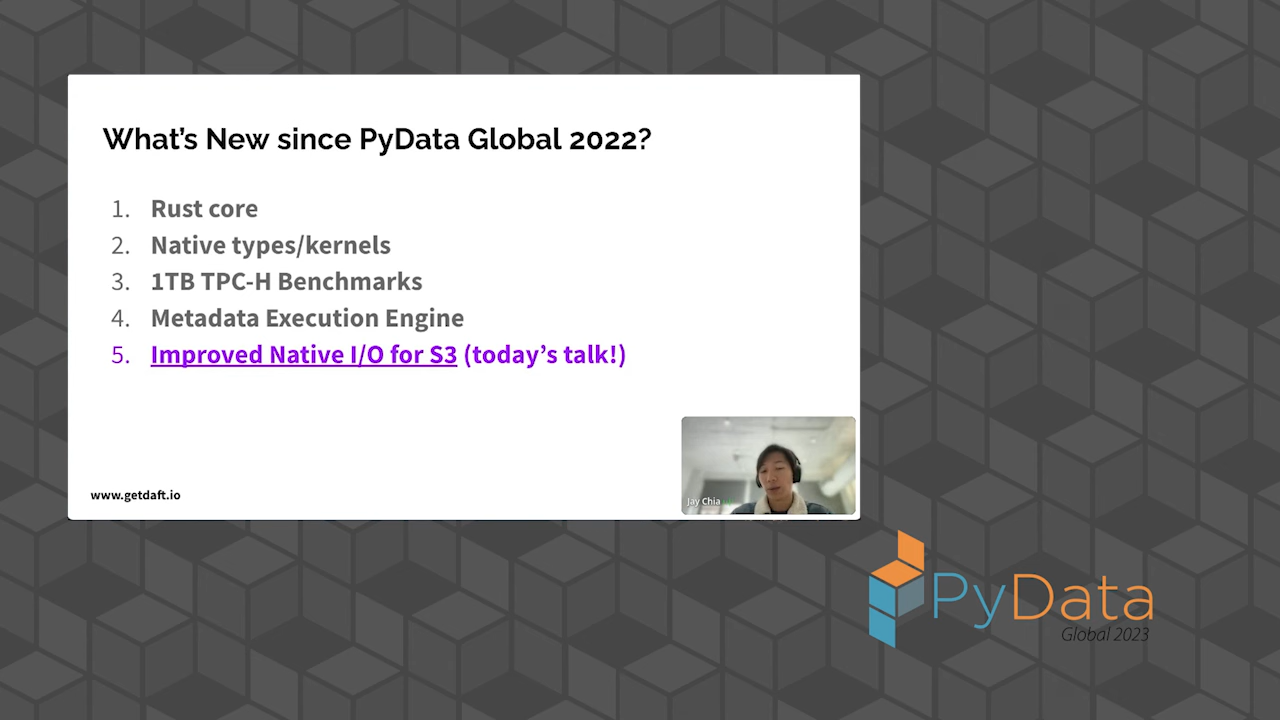 What's New since PyData Global 2022?
1. Rust core
2. Native types/kernels
3. 1TB TPC-H Benchmarks
4. Metadata Execution Engine
5. Improved Native I/O for S3 (today's talk!)
Jay Chia
www.getdaft.io
PyData
Global 2023